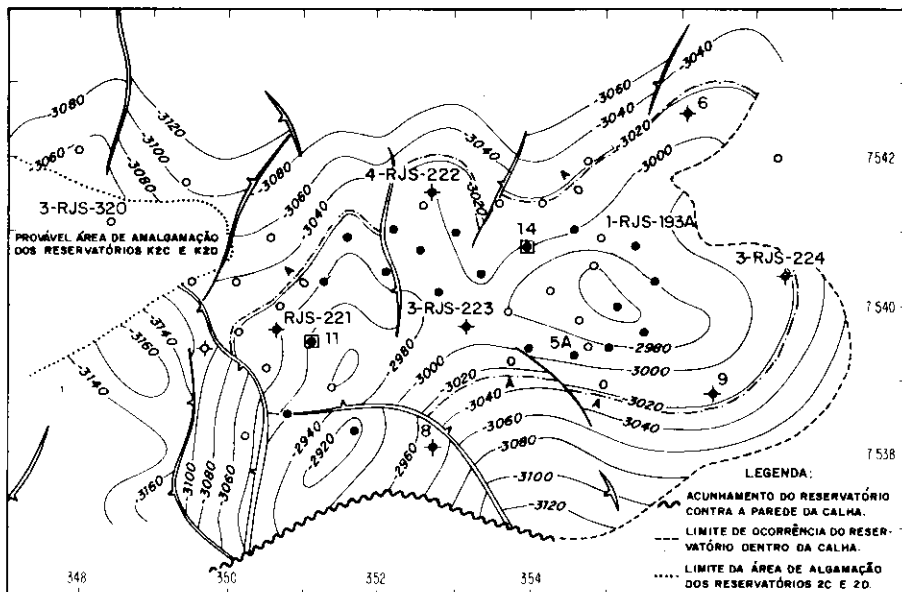 -3040
-3060
-3040
-3020
6
-3080
-3120
-3100
-3080
-3060
-3080
-3060
-3040
-3040
-3020
-3000
A
7542
4-RJS-222
3-RJS-320
PROVÁVEL ÁREA DE AMALGAMAÇÃO
DOS RESERVATÓRIOS K2C E K2D
14
1-RJS-193A
3-RJS-224
A
7540
3-RJS-223
RJS-221
11
-3140
-3160
-3140
-2980
-3000
-3020
-3040
-3060
-3080
-3100
-3120
5A
-2980
-3000
-3020
-3040
A
A
9
8
-2940
-2920
-2960
-3160
-3100
-3080
-3060
7538
LEGENDA:
ACUNHAMENTO DO RESERVATÓRIO
CONTRA A PAREDE DA CALHA.
LIMITE DE OCORRÊNCIA DO RESER-
VATÓRIO DENTRO DA CALHA.
LIMITE DA ÁREA DE ALGAMAÇÃO
DOS RESERVATÓRIOS 2C E 2D.
348
350
352
354